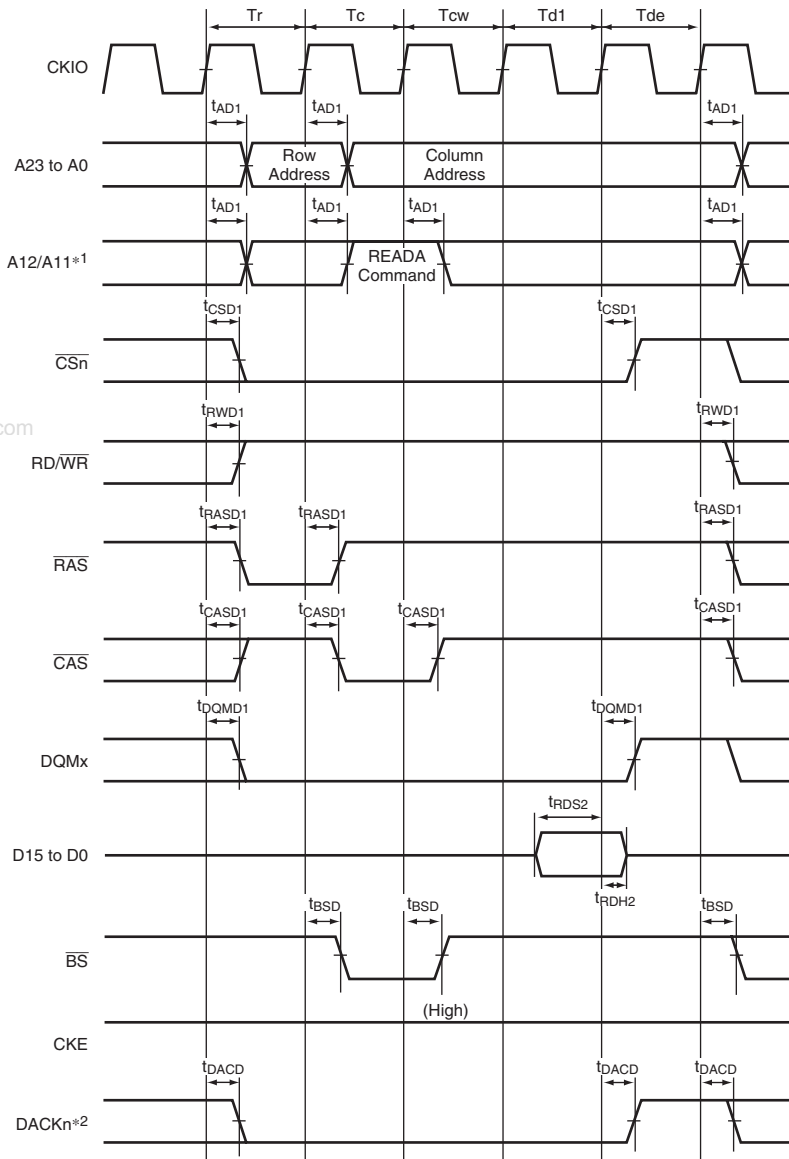 Tr Tc Tcw Td1 Tde
CKIO
tAD1 tAD1 tAD1
A23 to A0 Row Address Column Address
tAD1 tAD1 tAD1 tAD1
A12/A11*1 READA Command
tCSD1 tCSD1
CSn
tRWD1 tRWD1
com
RD/WR
tRASD1 tRASD1 tRASD1
RAS
tCASD1 tCASD1 tCASD1 tCASD1
CAS
tDQMD1 tDQMD1
DQMx
tRDS2
D15 to D0
tRDH2
tBSD tBSD tBSD
BS
(High)
CKE
tDACD tDACD tDACD
DACKn*2